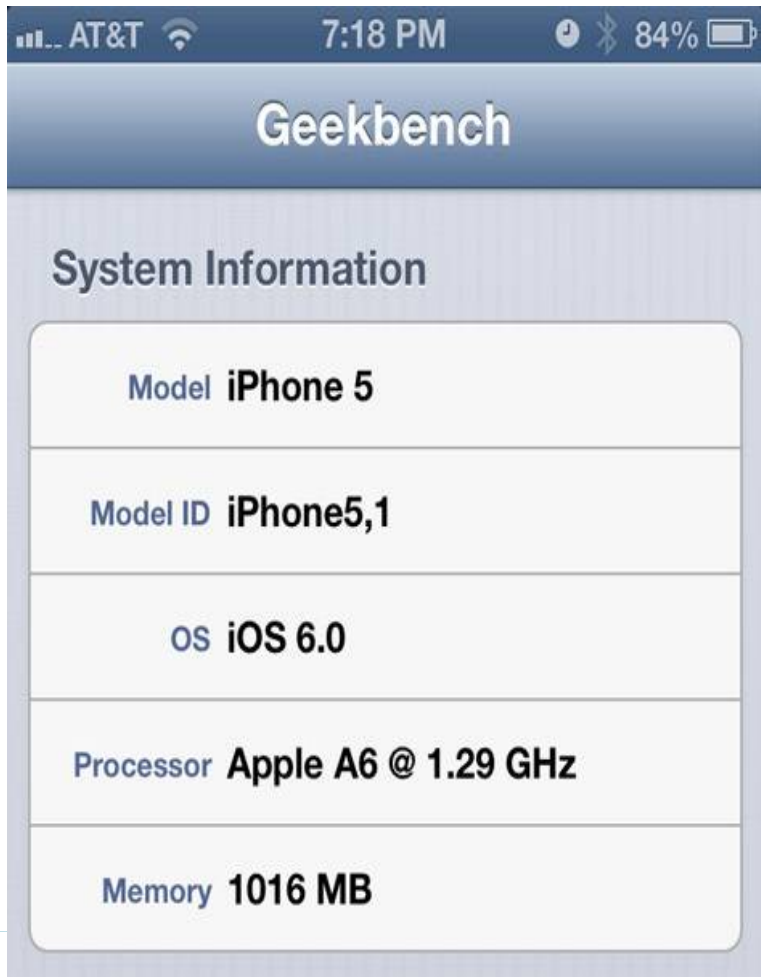 AT&T 7:18 PM 84%
Geekbench
System Information
Model iPhone 5
Model ID iPhone5,1
OS iOS 6.0
Processor Apple A6 @ 1.29 GHz
Memory 1016 MB